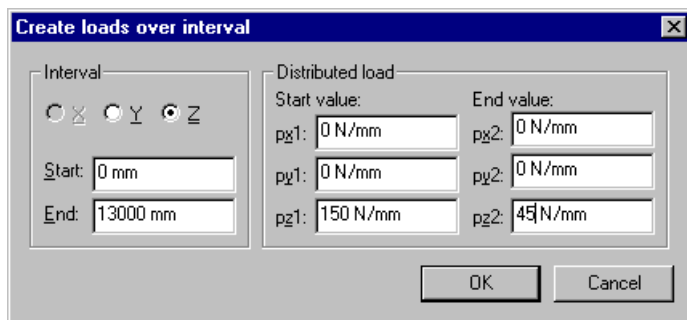 Create loads over interval
Interval
X Y Z
Start: 0 mm
End: 13000 mm
Distributed load
Start value: End value:
px1: 0 N/mm px2: 0 N/mm
py1: 0 N/mm py2: 0 N/mm
pz1: 150 N/mm pz2: 45 N/mm
OK Cancel